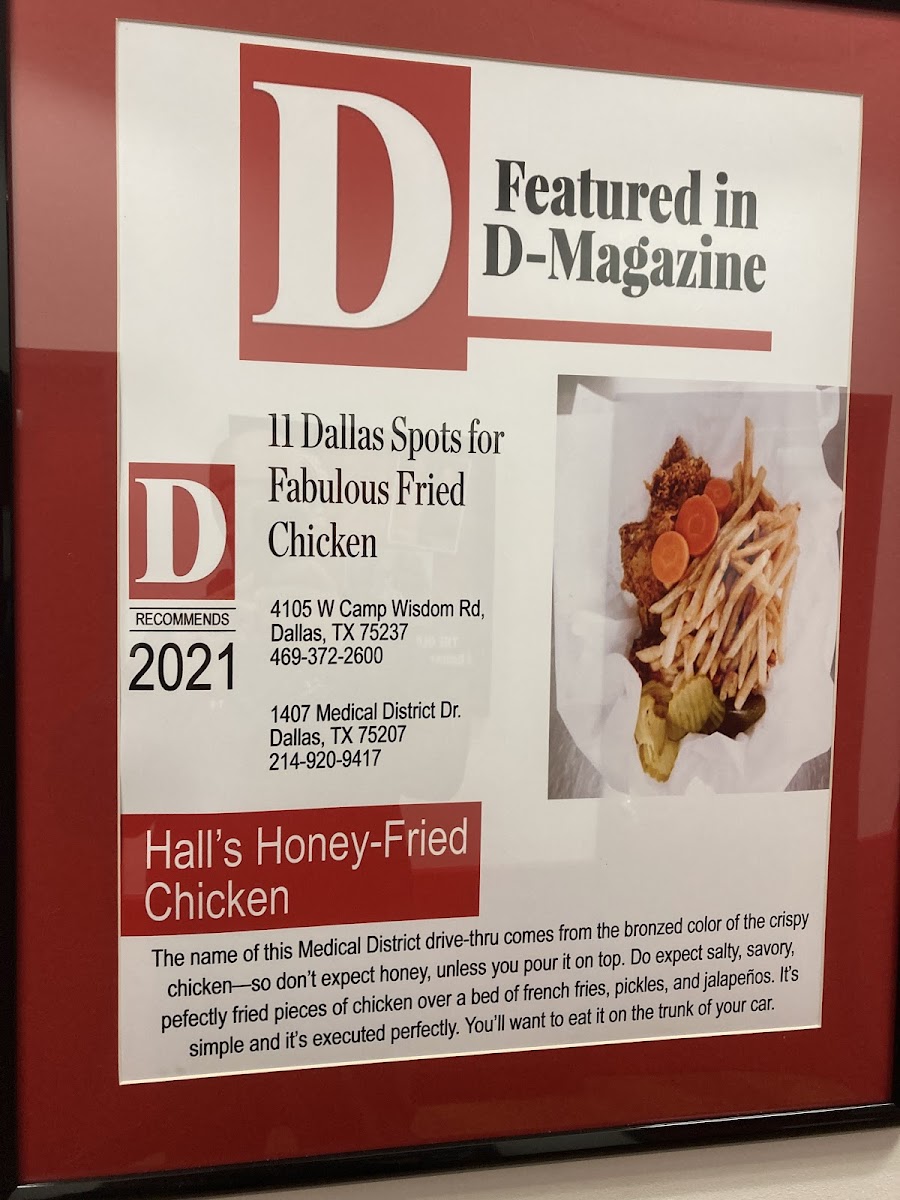 D
Featured in
D-Magazine
11 Dallas Spots for
Fabulous Fried
Chicken
D
RECOMMENDS
2021
4105 W Camp Wisdom Rd,
Dallas, TX 75237
469-372-2600
1407 Medical District Dr.
Dallas, TX 75207
214-920-9417
Hall's Honey-Fried
Chicken
The name of this Medical District drive-thru comes from the bronzed color of the crispy
chicken—so don't expect honey, unless you pour it on top. Do expect salty, savory,
pefectly fried pieces of chicken over a bed of french fries, pickles, and jalapeños. It's
simple and it's executed perfectly. You'll want to eat it on the trunk of your car.